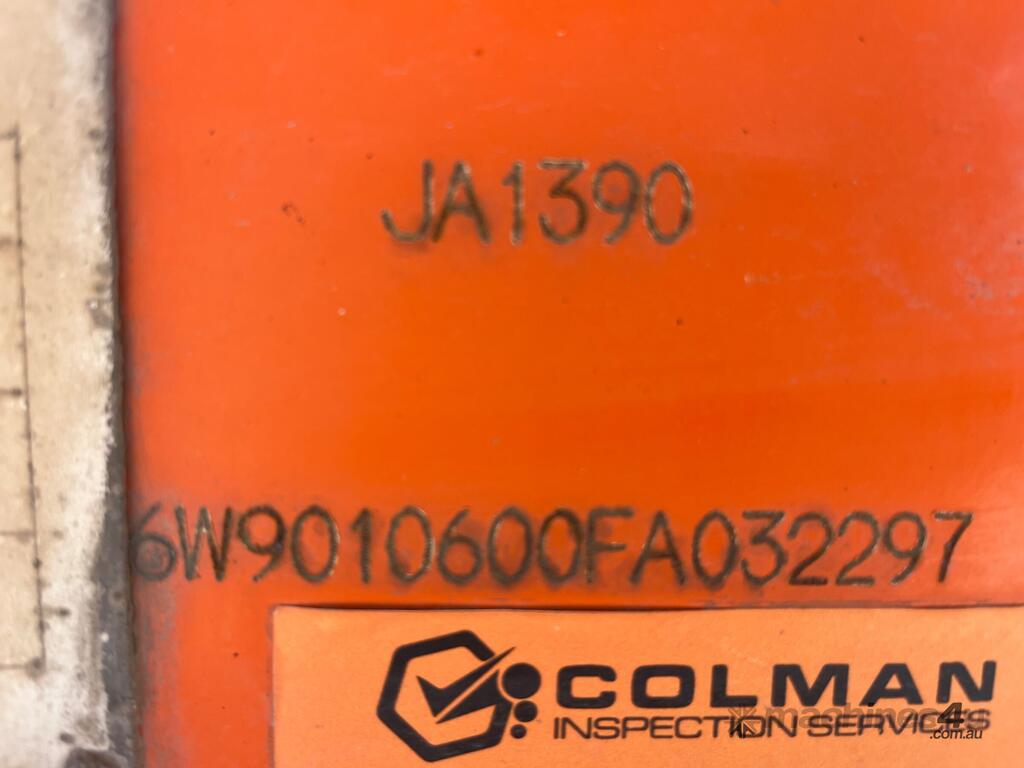 JA1390
6W9010600FA032297
COLMAN
INSPECTION SERVICES
machines4u
.com.au